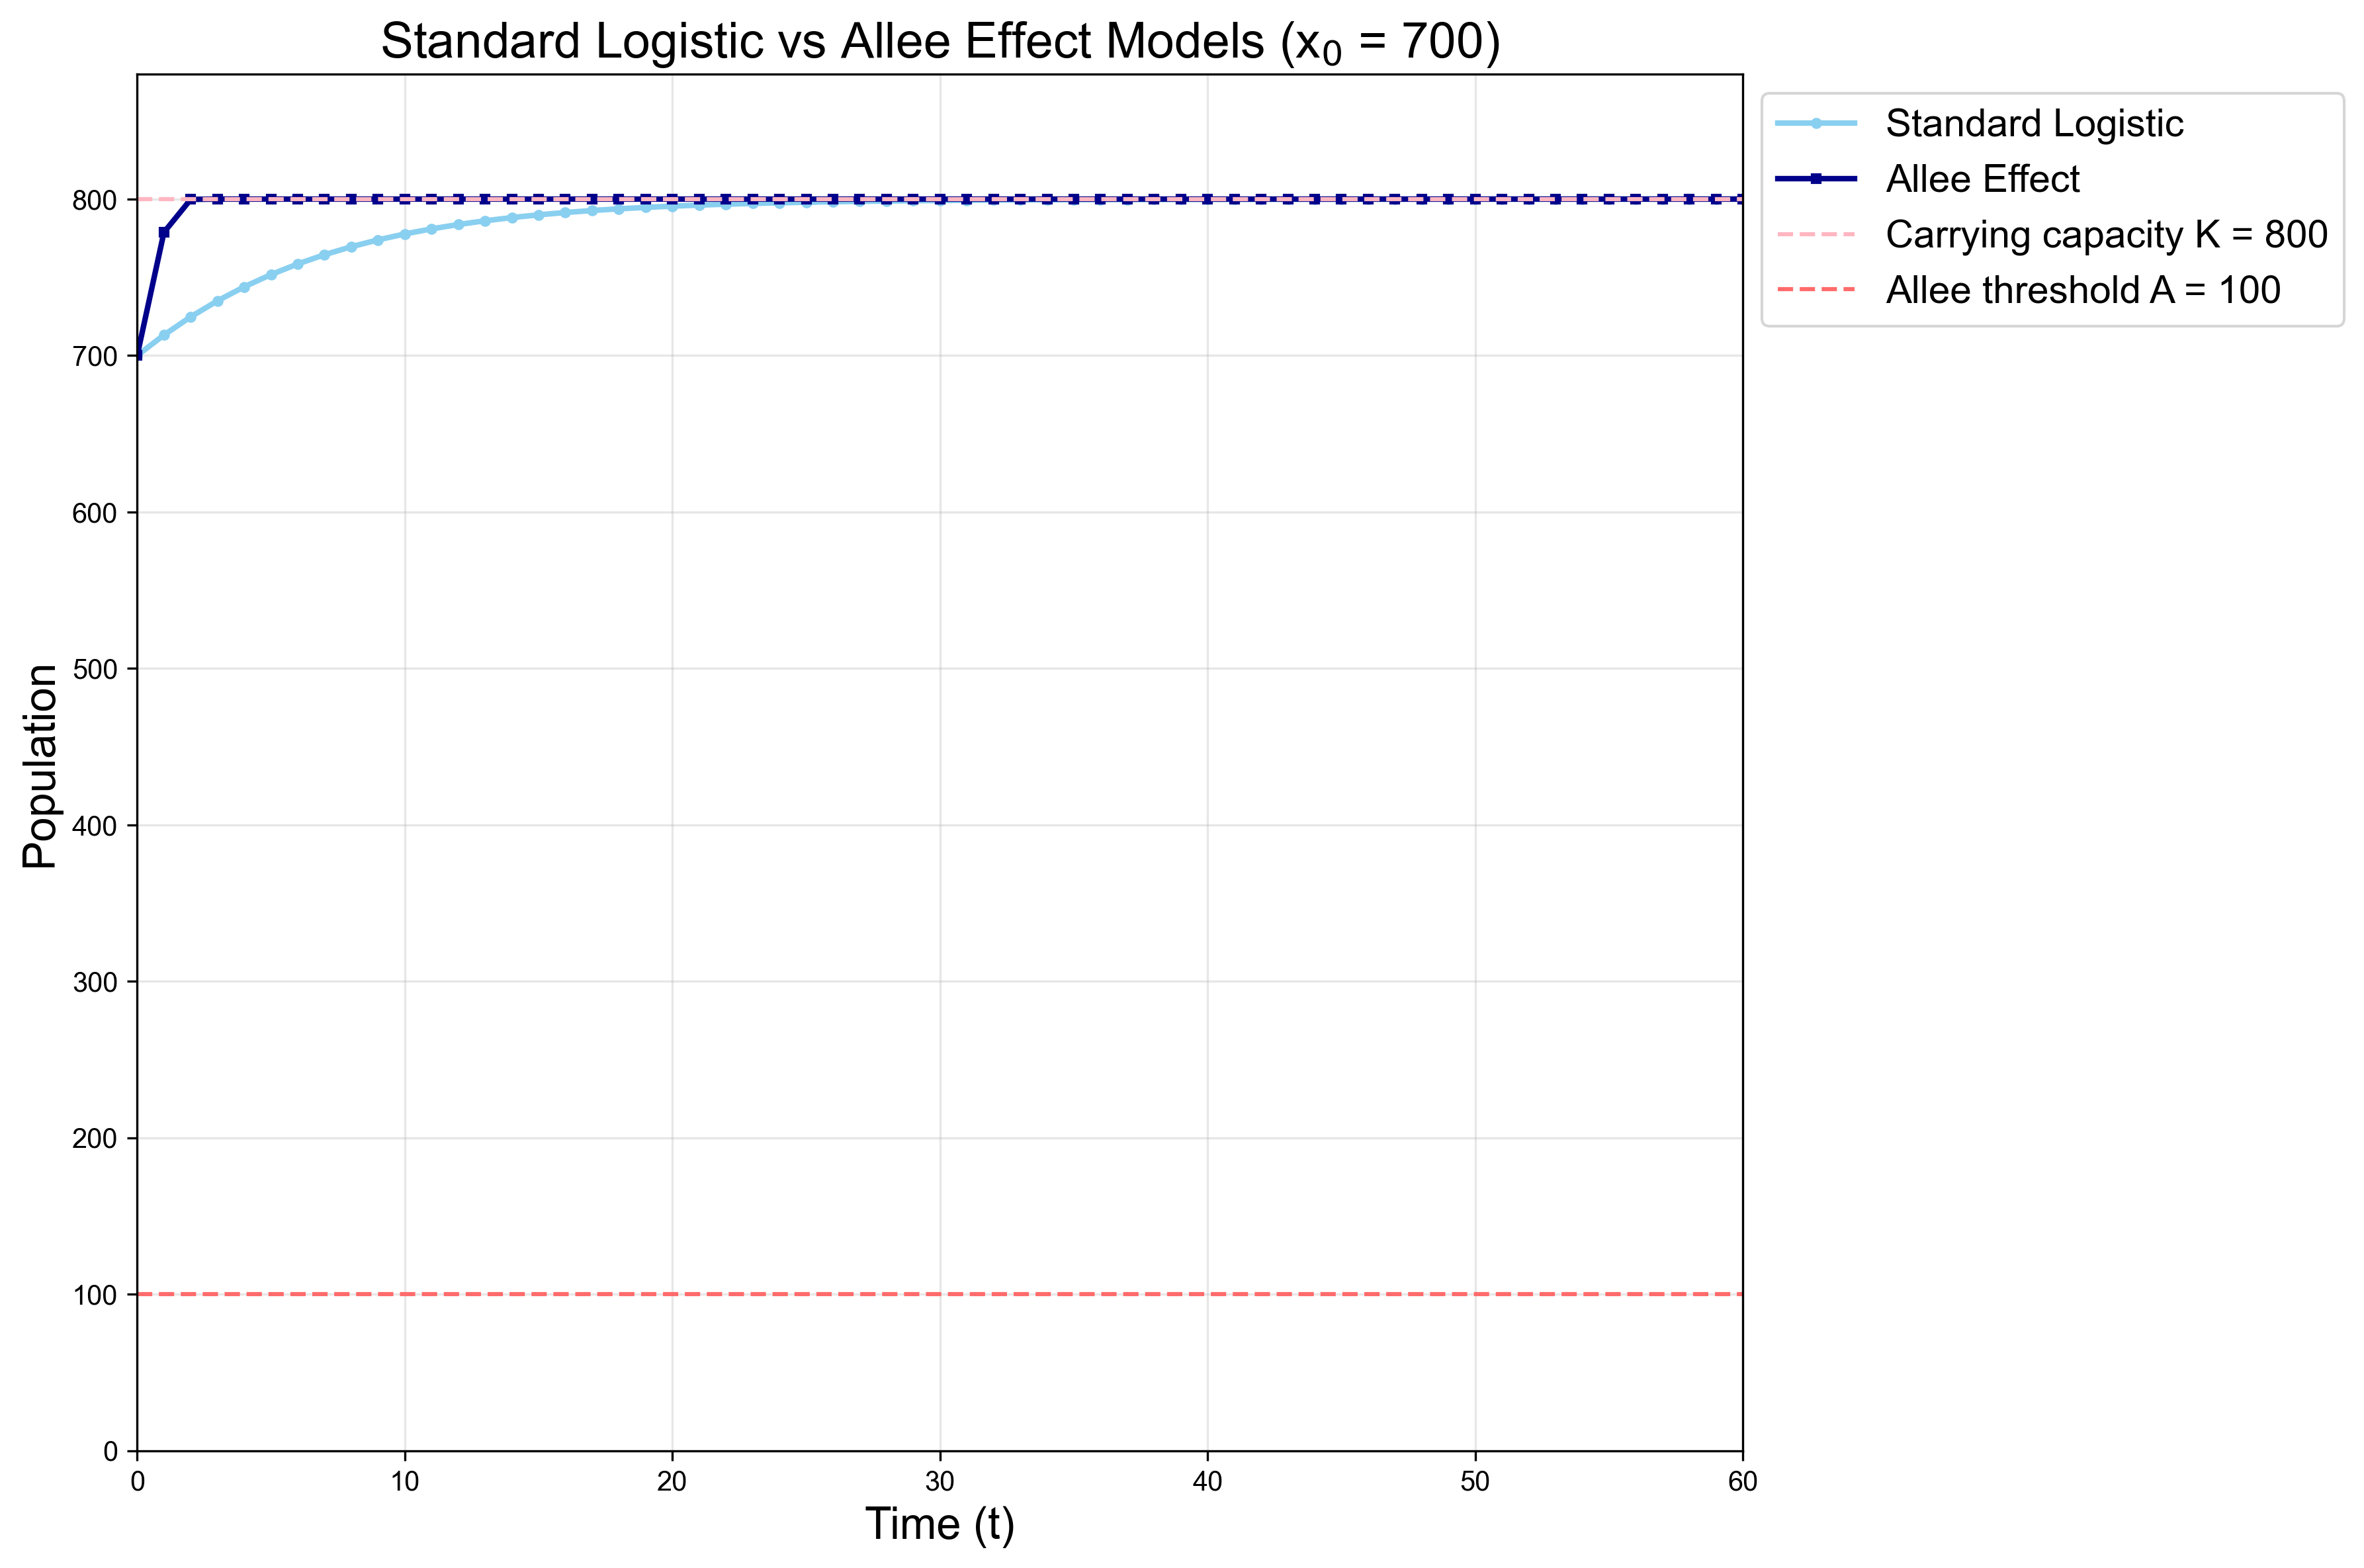 Standard Logistic vs Allee Effect Models (x₀ = 700)
Standard Logistic
Allee Effect
Carrying capacity K = 800
Allee threshold A = 100
Population
800
700
600
500
400
300
200
100
0
0 10 20 30 40 50 60
Time (t)